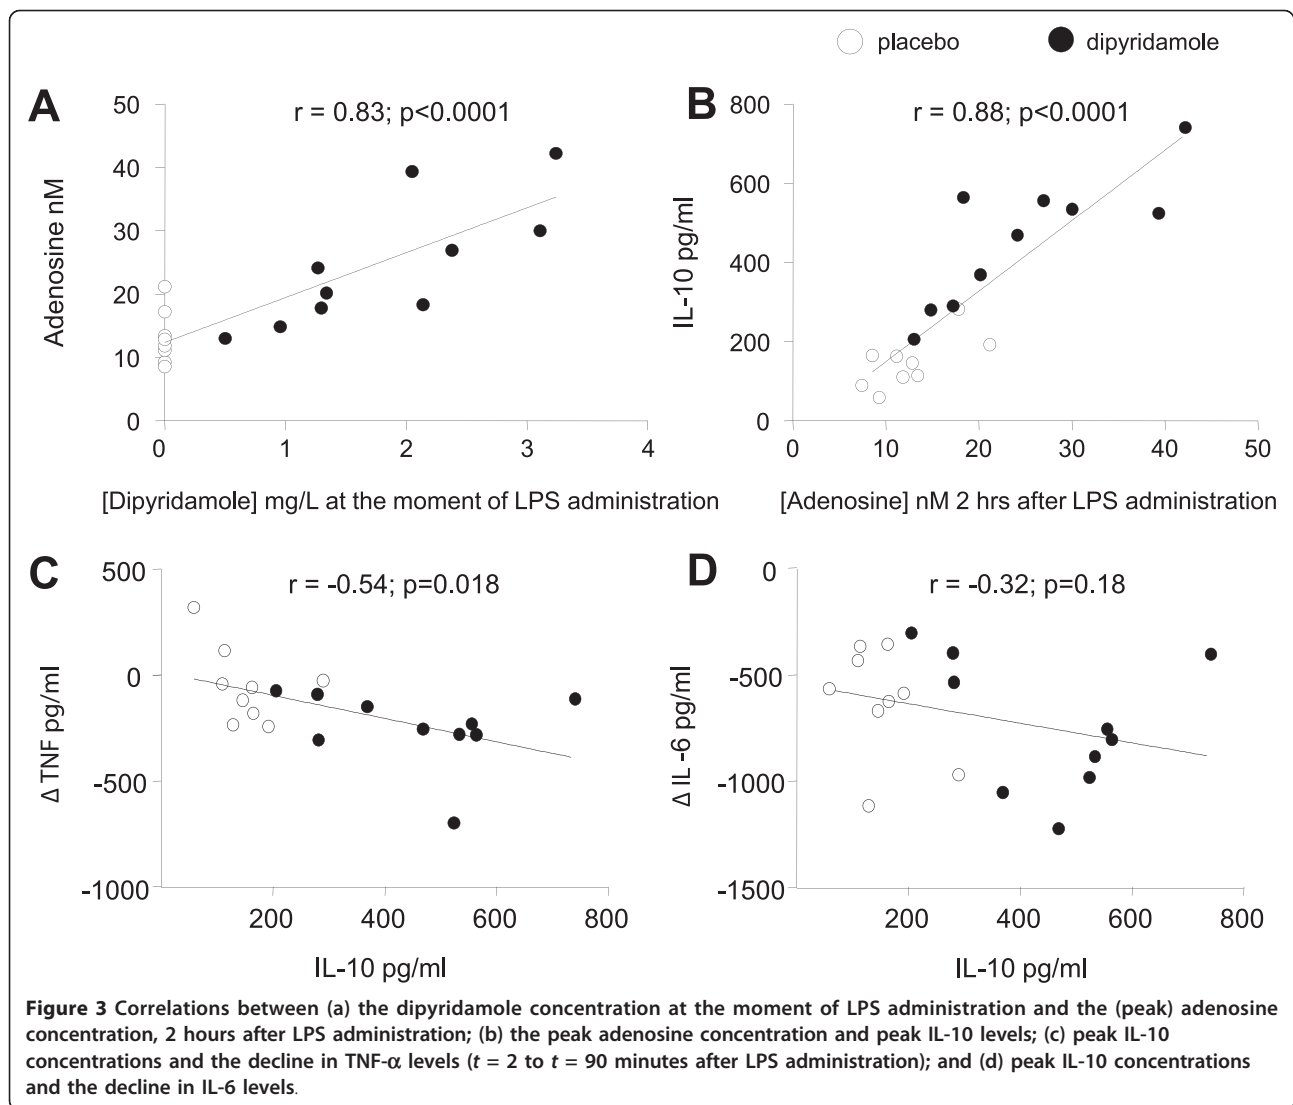 placebo dipyridamole
A
r = 0.83; p<0.0001
Adenosine nM
50
40
30
20
10
0
0 1 2 3 4
[Dipyridamole] mg/L at the moment of LPS administration
B
r = 0.88; p<0.0001
IL-10 pg/ml
800
600
400
200
0
0 10 20 30 40 50
[Adenosine] nM 2 hrs after LPS administration
C
r = -0.54; p=0.018
Δ TNF pg/ml
500
0
-500
-1000
200 400 600 800
IL-10 pg/ml
D
r = -0.32; p=0.18
Δ IL -6 pg/ml
0
-500
-1000
-1500
200 400 600 800
IL-10 pg/ml
Figure 3 Correlations between (a) the dipyridamole concentration at the moment of LPS administration and the (peak) adenosine
concentration, 2 hours after LPS administration; (b) the peak adenosine concentration and peak IL-10 levels; (c) peak IL-10
concentrations and the decline in TNF-α levels (t = 2 to t = 90 minutes after LPS administration); and (d) peak IL-10 concentrations
and the decline in IL-6 levels.